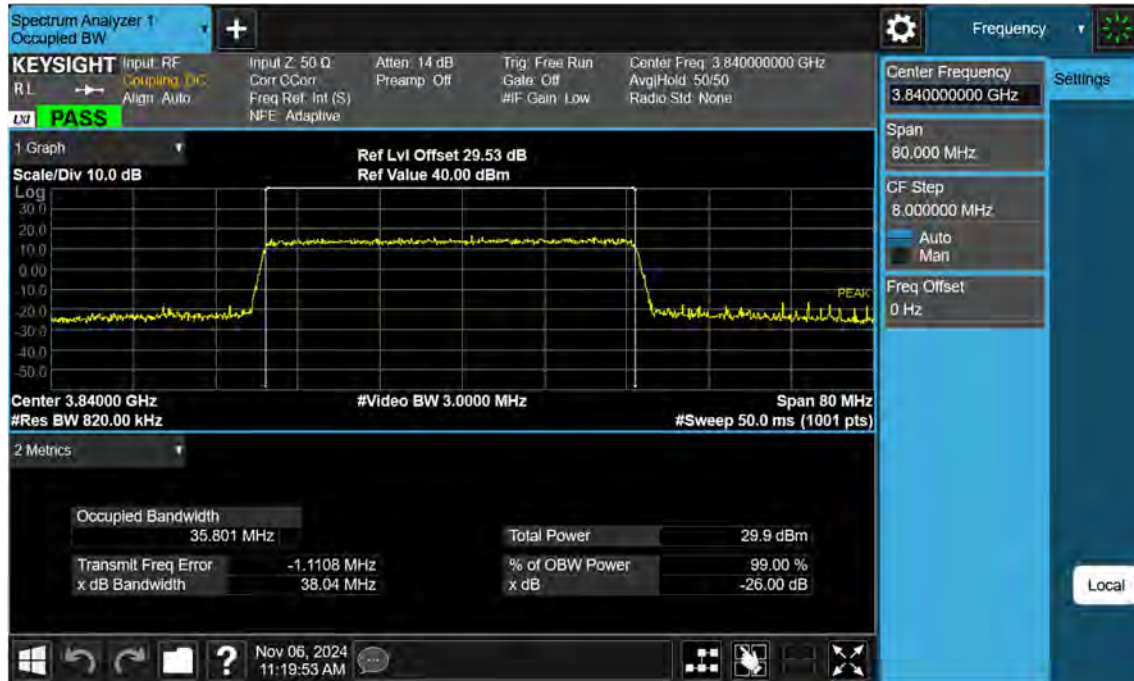 Spectrum Analyzer 1
Occupied BW
+
Frequency
KEYSIGHT
RL
LXI PASS
Input: RF
Coupling: DC
Align: Auto
Input Z: 50 Ω
Corr CCorr
Freq Ref: Int (S)
NFE: Adaptive
Atten: 14 dB
Preamp: Off
Trig: Free Run
Gate: Off
#IF Gain: Low
Center Freq: 3.840000000 GHz
Avg|Hold: 50/50
Radio Std: None
Center Frequency
3.840000000 GHz
Settings
Span
80.000 MHz
CF Step
8.000000 MHz
Auto
Man
Freq Offset
0 Hz
1 Graph
Scale/Div 10.0 dB
Ref Lvl Offset 29.53 dB
Ref Value 40.00 dBm
Log
30.0
20.0
10.0
0.00
-10.0
-20.0
-30.0
-40.0
-50.0
PEAK
Center 3.84000 GHz
#Res BW 820.00 kHz
#Video BW 3.0000 MHz
Span 80 MHz
#Sweep 50.0 ms (1001 pts)
2 Metrics
Occupied Bandwidth
35.801 MHz
Transmit Freq Error -1.1108 MHz
x dB Bandwidth 38.04 MHz
Total Power 29.9 dBm
% of OBW Power 99.00 %
x dB -26.00 dB
Local
?
Nov 06, 2024
11:19:53 AM